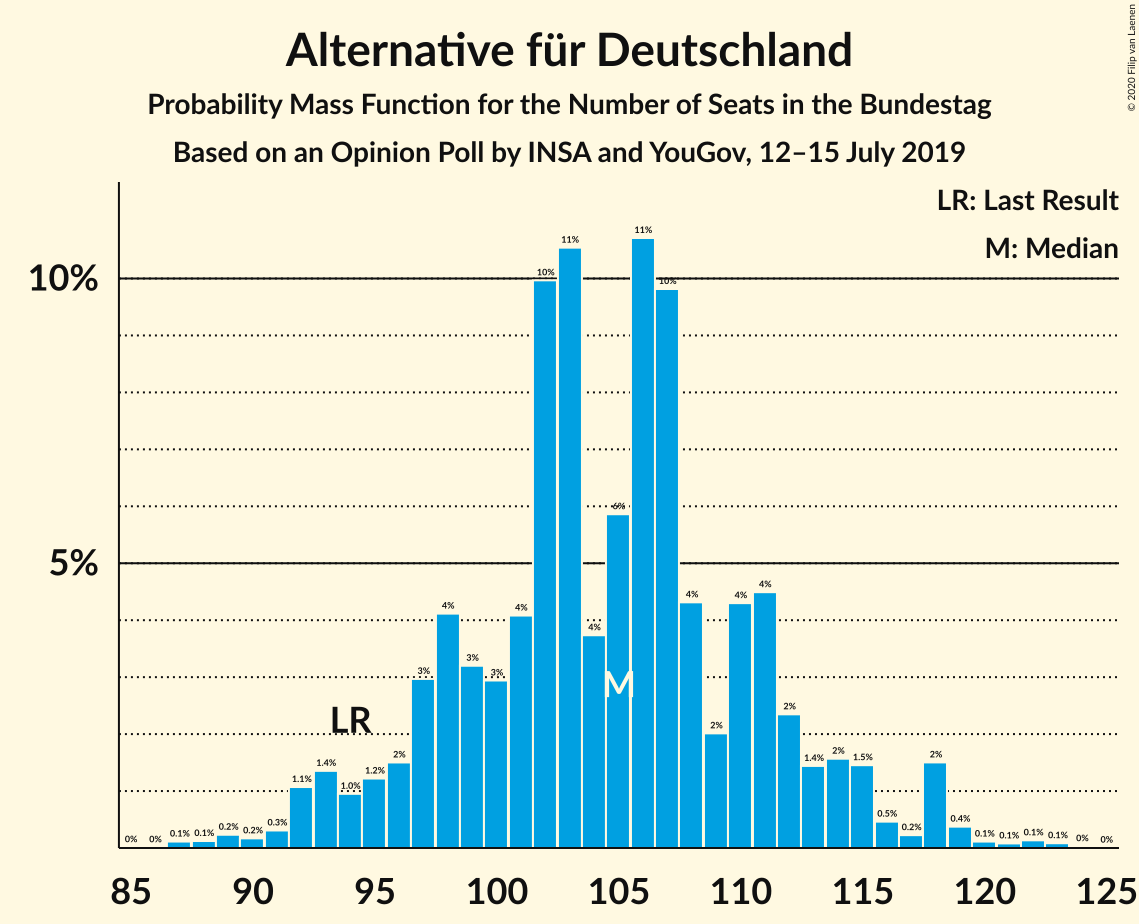 Alternative für Deutschland
Probability Mass Function for the Number of Seats in the Bundestag
Based on an Opinion Poll by INSA and YouGov, 12–15 July 2019
© 2020 Filip van Laenen
LR: Last Result
M: Median
10%
5%
0% 0% 0.1% 0.1% 0.2% 0.2% 0.3% 1.1% 1.4% 1.0% 1.2% 2% 3% 4% 3% 3% 4% 10% 11% 4% 6% 11% 10% 4% 2% 4% 4% 2% 1.4% 2% 1.5% 0.5% 0.2% 2% 0.4% 0.1% 0.1% 0.1% 0.1% 0% 0%
LR
M
85 90 95 100 105 110 115 120 125